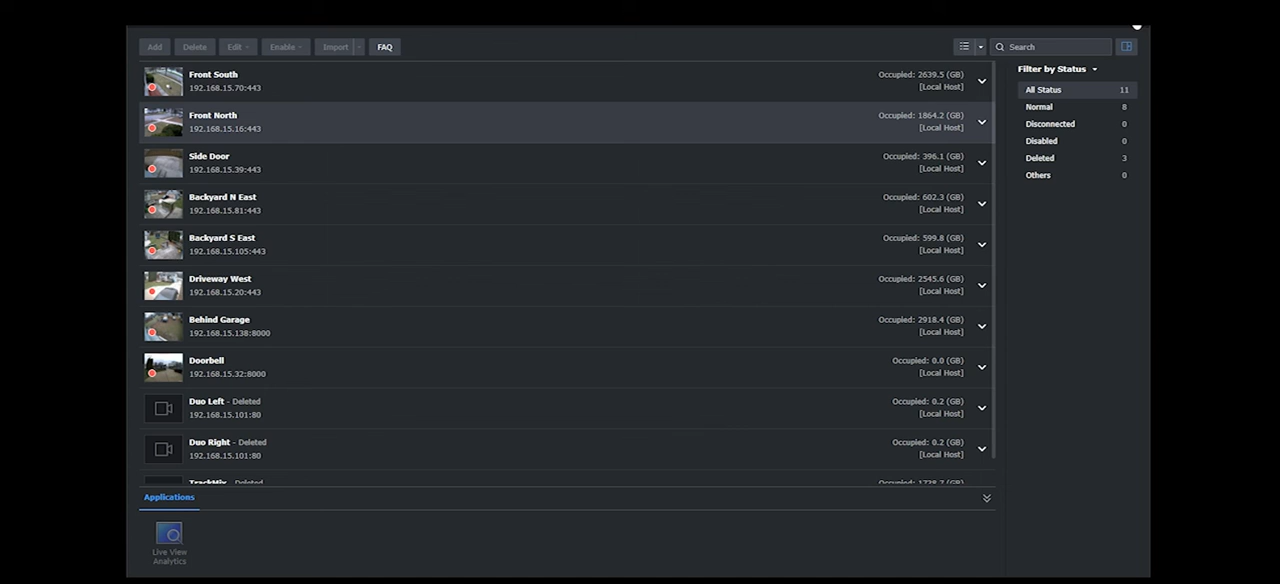 Add Delete Edit Enable Import FAQ Search
Filter by Status
Front South
192.168.15.70:443
Occupied: 2639.5 (GB)
[Local Host]
Front North
192.168.15.16:443
Occupied: 1864.2 (GB)
[Local Host]
Side Door
192.168.15.39:443
Occupied: 396.1 (GB)
[Local Host]
Backyard N East
192.168.15.81:443
Occupied: 602.3 (GB)
[Local Host]
Backyard S East
192.168.15.105:443
Occupied: 599.8 (GB)
[Local Host]
Driveway West
192.168.15.20:443
Occupied: 2545.6 (GB)
[Local Host]
Behind Garage
192.168.15.138:8000
Occupied: 2918.4 (GB)
[Local Host]
Doorbell
192.168.15.32:8000
Occupied: 0.0 (GB)
[Local Host]
Duo Left - Deleted
192.168.15.101:80
Occupied: 0.2 (GB)
[Local Host]
Duo Right - Deleted
192.168.15.101:80
Occupied: 0.2 (GB)
[Local Host]
TrackMix - Deleted
Occupied: 1738.7 (GB)
All Status 11
Normal 8
Disconnected 0
Disabled 0
Deleted 3
Others 0
Applications
Live View
Analytics